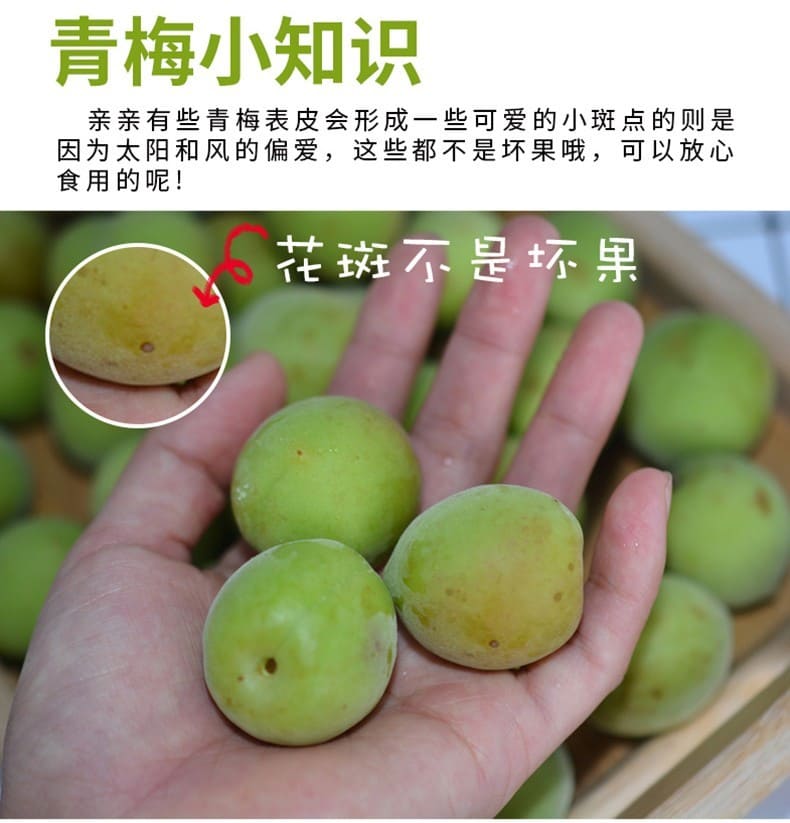 青梅小知识
亲亲有些青梅表皮会形成一些可爱的小斑点的则是
因为太阳和风的偏爱，这些都不是坏果哦，可以放心
食用的呢！
花斑不是坏果